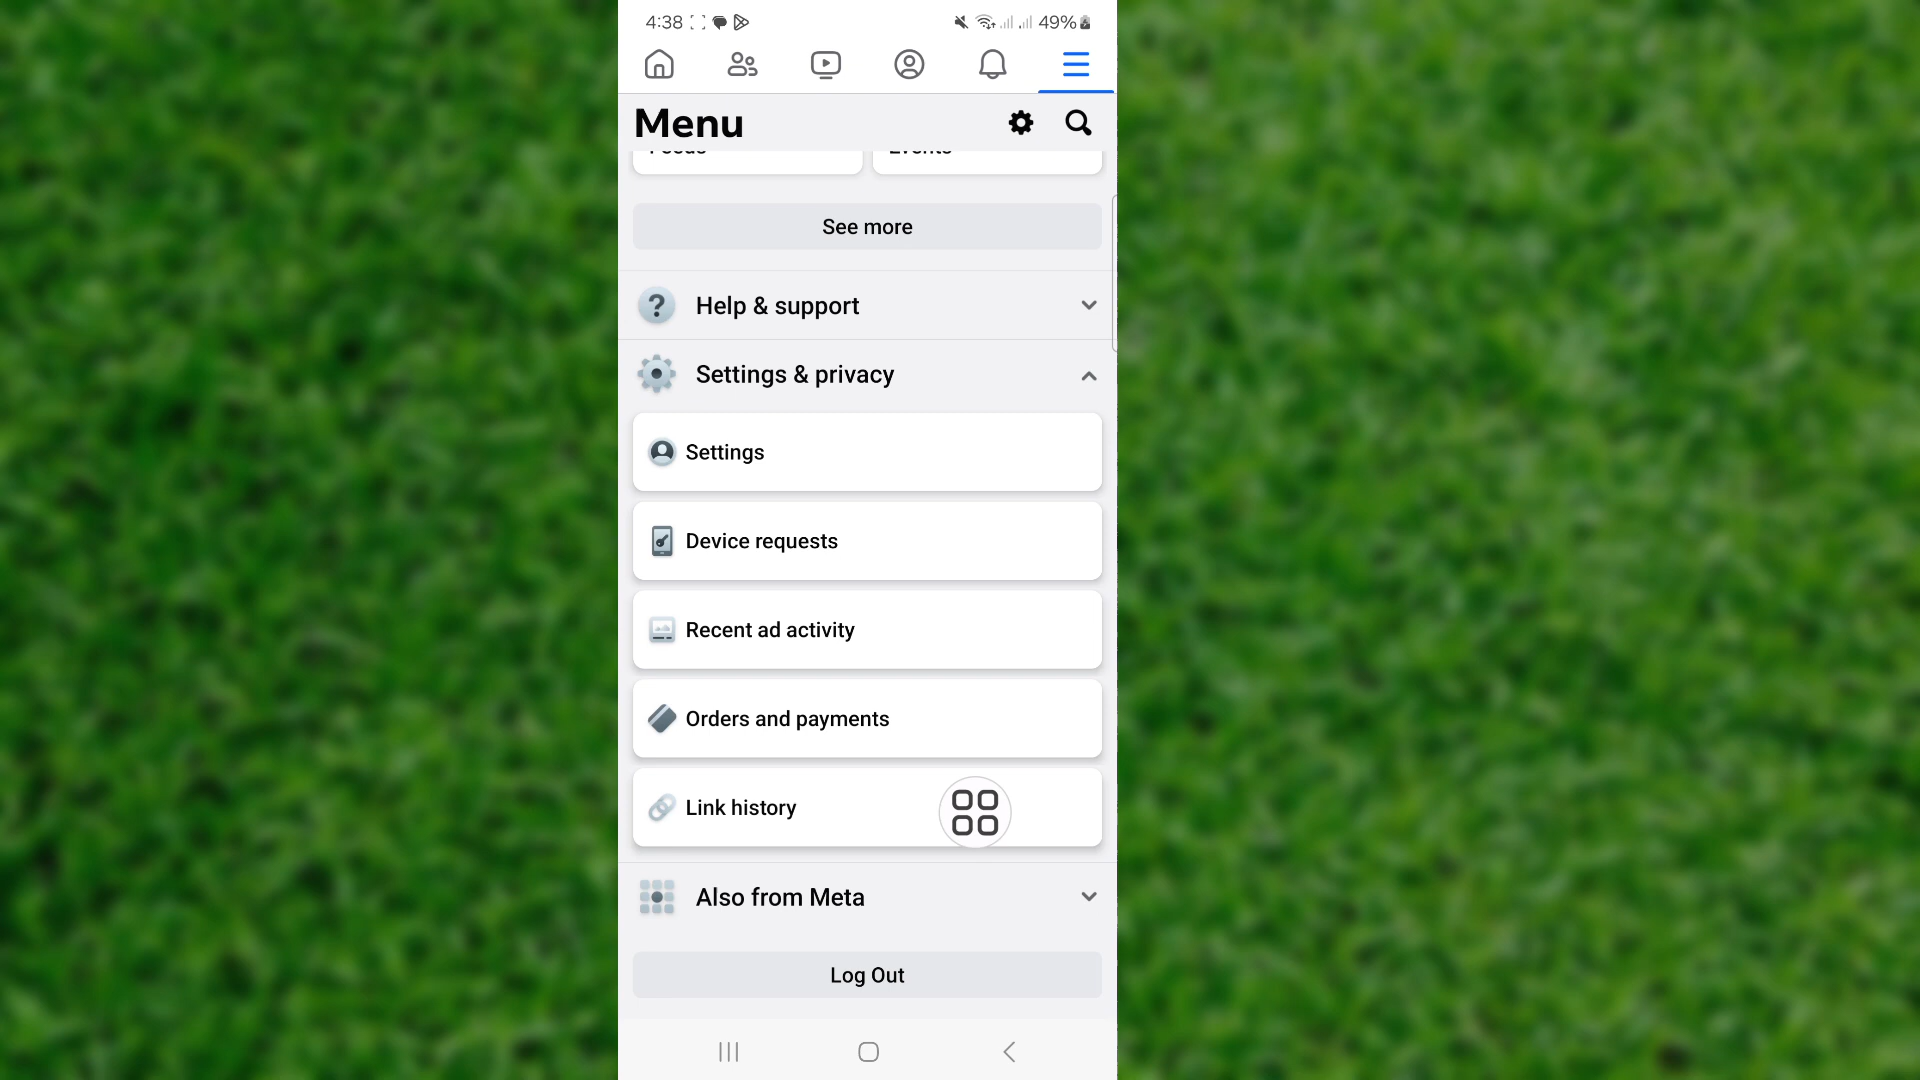 4:38
49%
Menu
Events
See more
Help & support
Settings & privacy
Settings
Device requests
Recent ad activity
Orders and payments
Link history
Also from Meta
Log Out